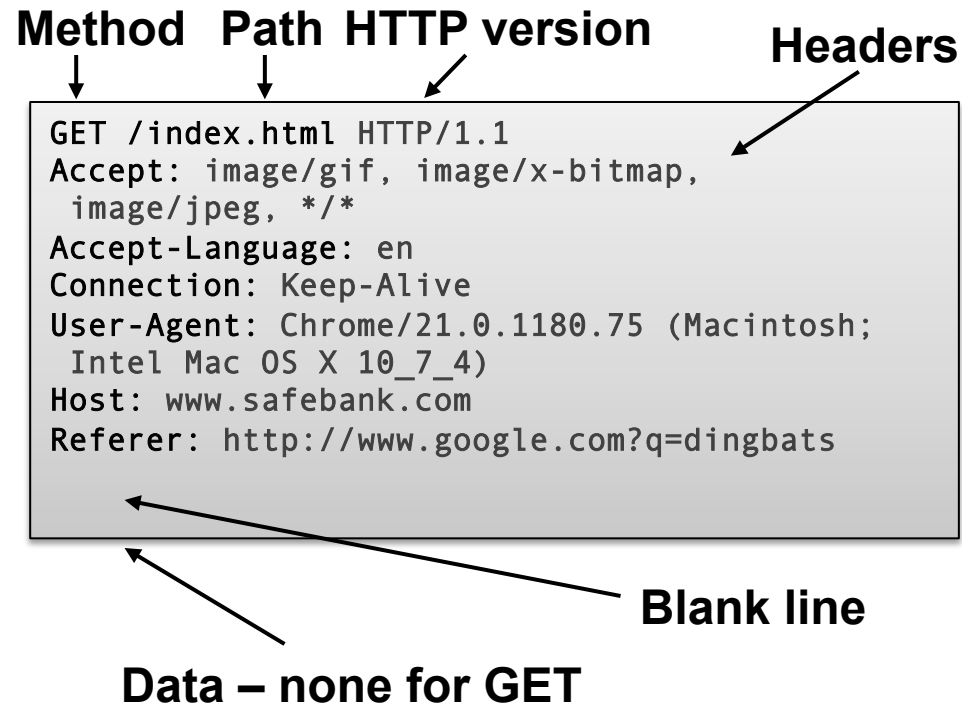 Method Path HTTP version
Headers
GET /index.html HTTP/1.1
Accept: image/gif, image/x-bitmap,
image/jpeg, */*
Accept-Language: en
Connection: Keep-Alive
User-Agent: Chrome/21.0.1180.75 (Macintosh;
Intel Mac OS X 10_7_4)
Host: www.safebank.com
Referer: http://www.google.com?q=dingbats
Blank line
Data – none for GET